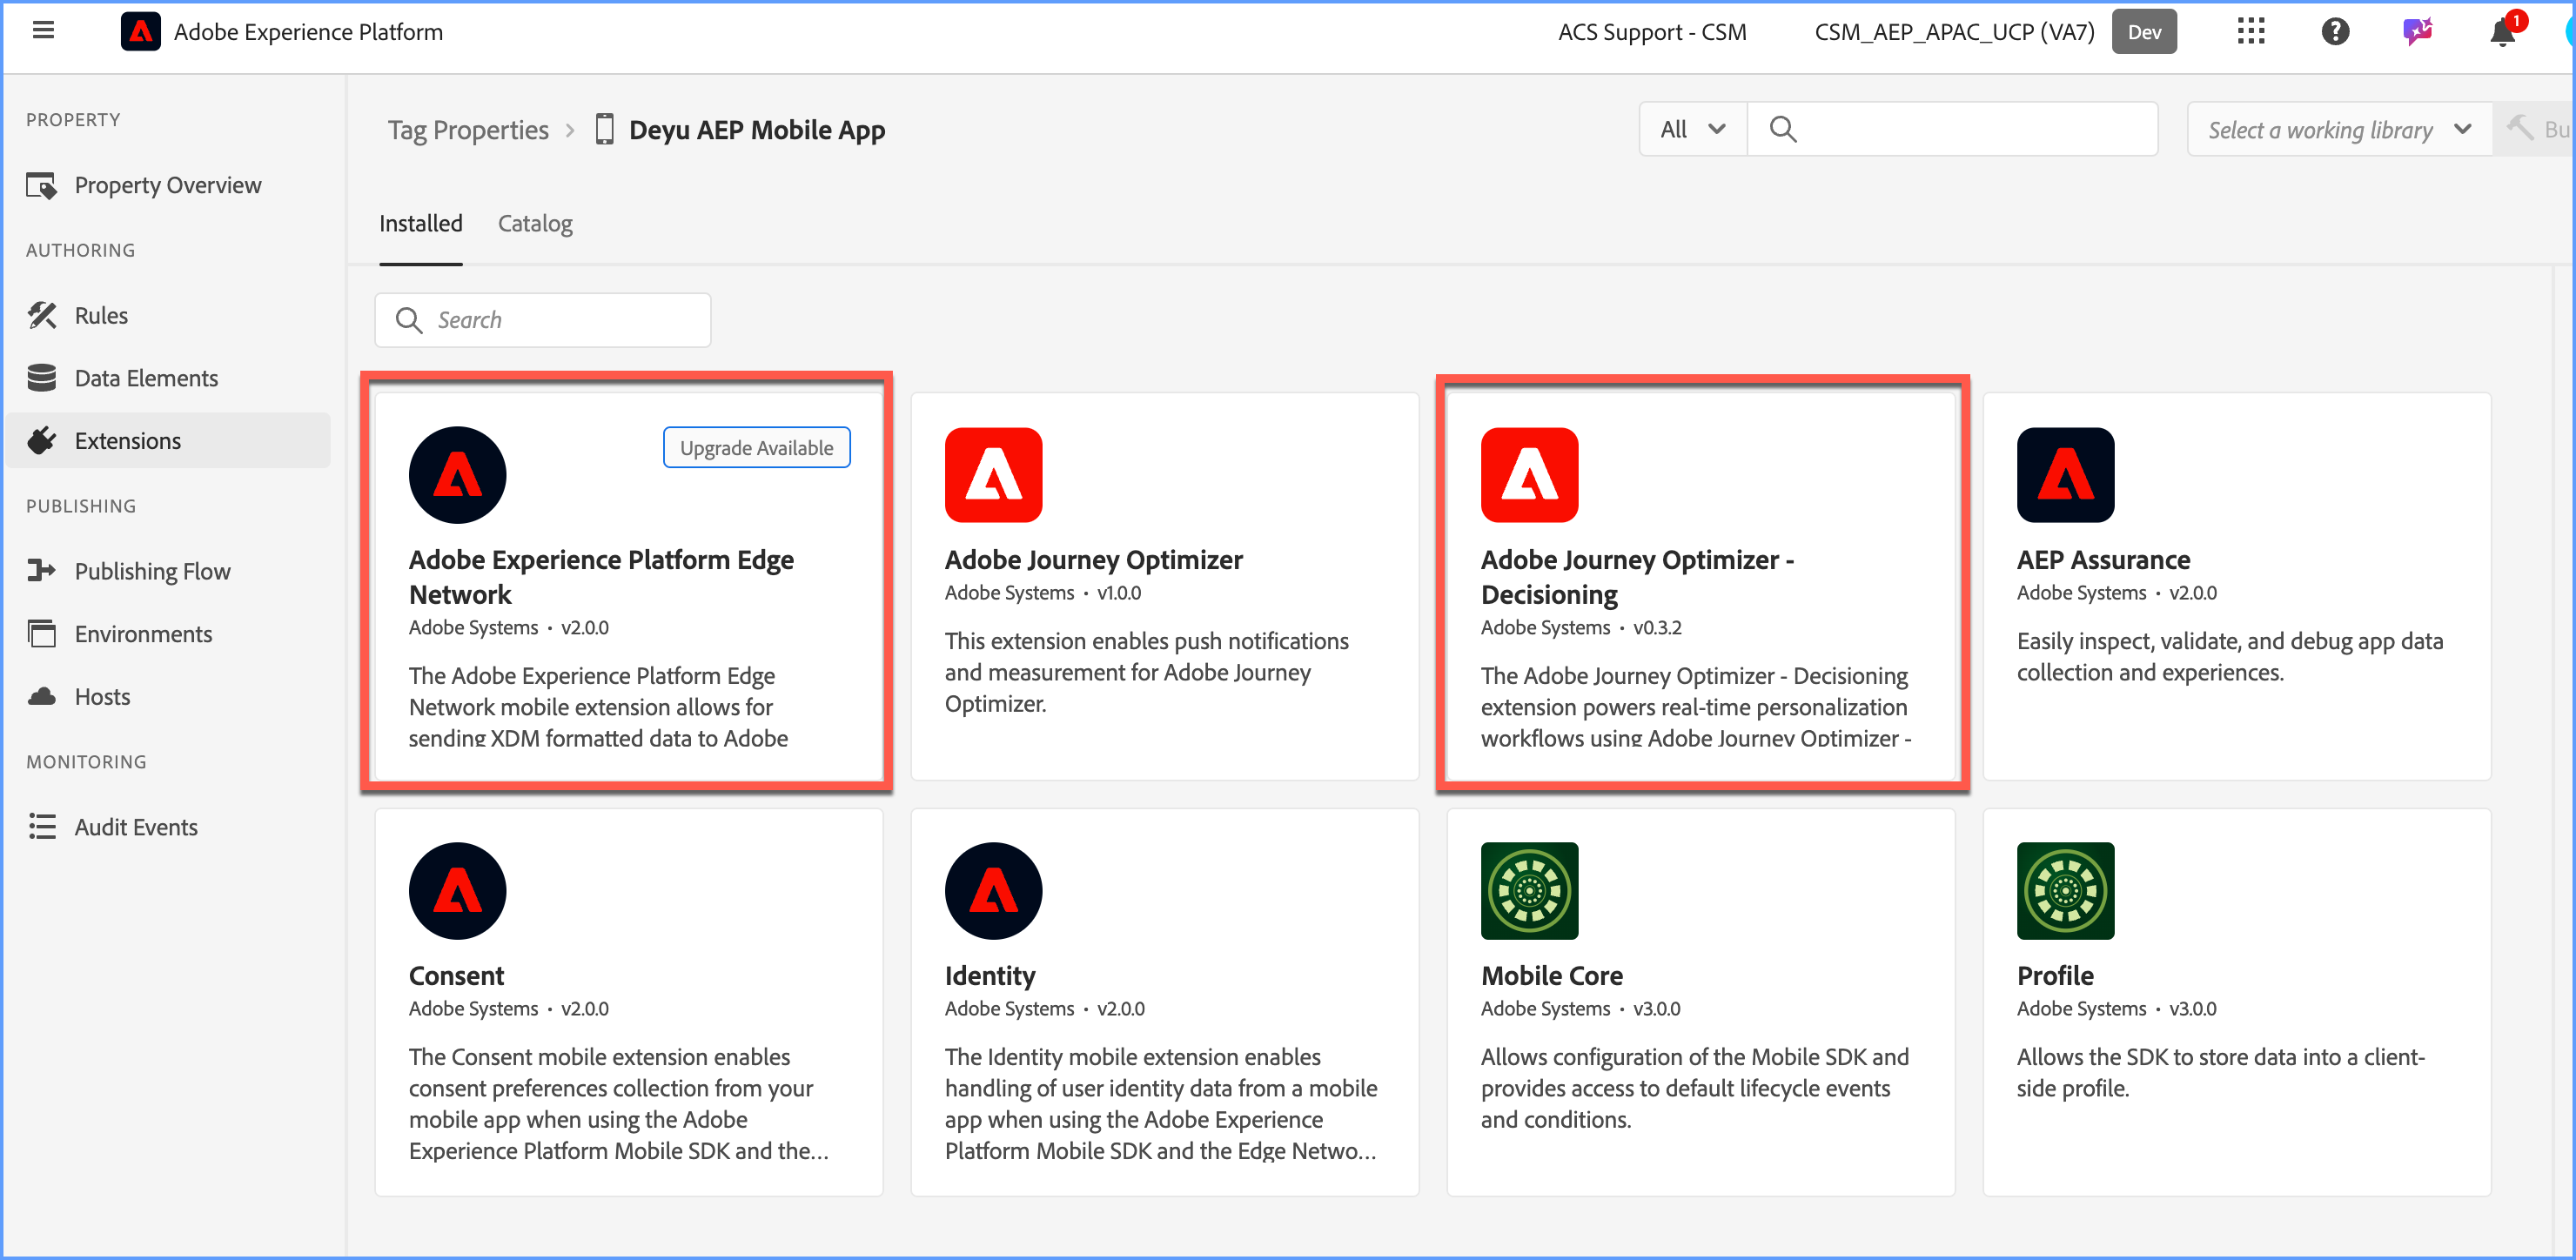 Adobe Experience Platform
ACS Support - CSM
CSM_AEP_APAC_UCP (VA7)
Dev
1
PROPERTY
Property Overview
AUTHORING
Rules
Data Elements
Extensions
PUBLISHING
Publishing Flow
Environments
Hosts
MONITORING
Audit Events
Tag Properties > Deyu AEP Mobile App
All
Select a working library
Bu
Installed
Catalog
Search
Upgrade Available
Adobe Experience Platform Edge
Network
Adobe Systems · v2.0.0
The Adobe Experience Platform Edge
Network mobile extension allows for
sending XDM formatted data to Adobe
Adobe Journey Optimizer
Adobe Systems · v1.0.0
This extension enables push notifications
and measurement for Adobe Journey
Optimizer.
Adobe Journey Optimizer -
Decisioning
Adobe Systems · v0.3.2
The Adobe Journey Optimizer - Decisioning
extension powers real-time personalization
workflows using Adobe Journey Optimizer -
AEP Assurance
Adobe Systems · v2.0.0
Easily inspect, validate, and debug app data
collection and experiences.
Consent
Adobe Systems · v2.0.0
The Consent mobile extension enables
consent preferences collection from your
mobile app when using the Adobe
Experience Platform Mobile SDK and the...
Identity
Adobe Systems · v2.0.0
The Identity mobile extension enables
handling of user identity data from a mobile
app when using the Adobe Experience
Platform Mobile SDK and the Edge Netwo...
Mobile Core
Adobe Systems · v3.0.0
Allows configuration of the Mobile SDK and
provides access to default lifecycle events
and conditions.
Profile
Adobe Systems · v3.0.0
Allows the SDK to store data into a client-
side profile.